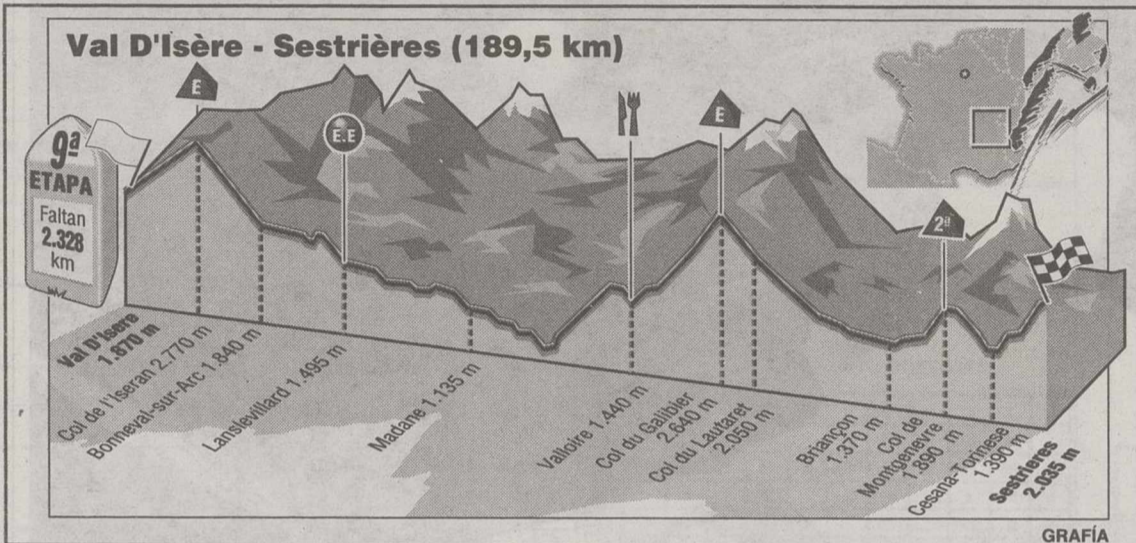 Val D'Isère - Sestrières (189,5 km)
E
E.E
E
2ª
9ª
ETAPA
Faltan
2.328
km
Val D'Isere
1.870 m
Col de l'Iseran 2.770 m
Bonneval-sur-Arc 1.840 m
Lanslevillard 1.495 m
Madane 1.135 m
Valloire 1.440 m
Col du Galibier
2.640 m
Col du Lautaret
2.050 m
Briançon
1.370 m
Col de
Montgenevre
1.890 m
Cesana-Torinese
1.390 m
Sestrieres
2.035 m
GRAFÍA